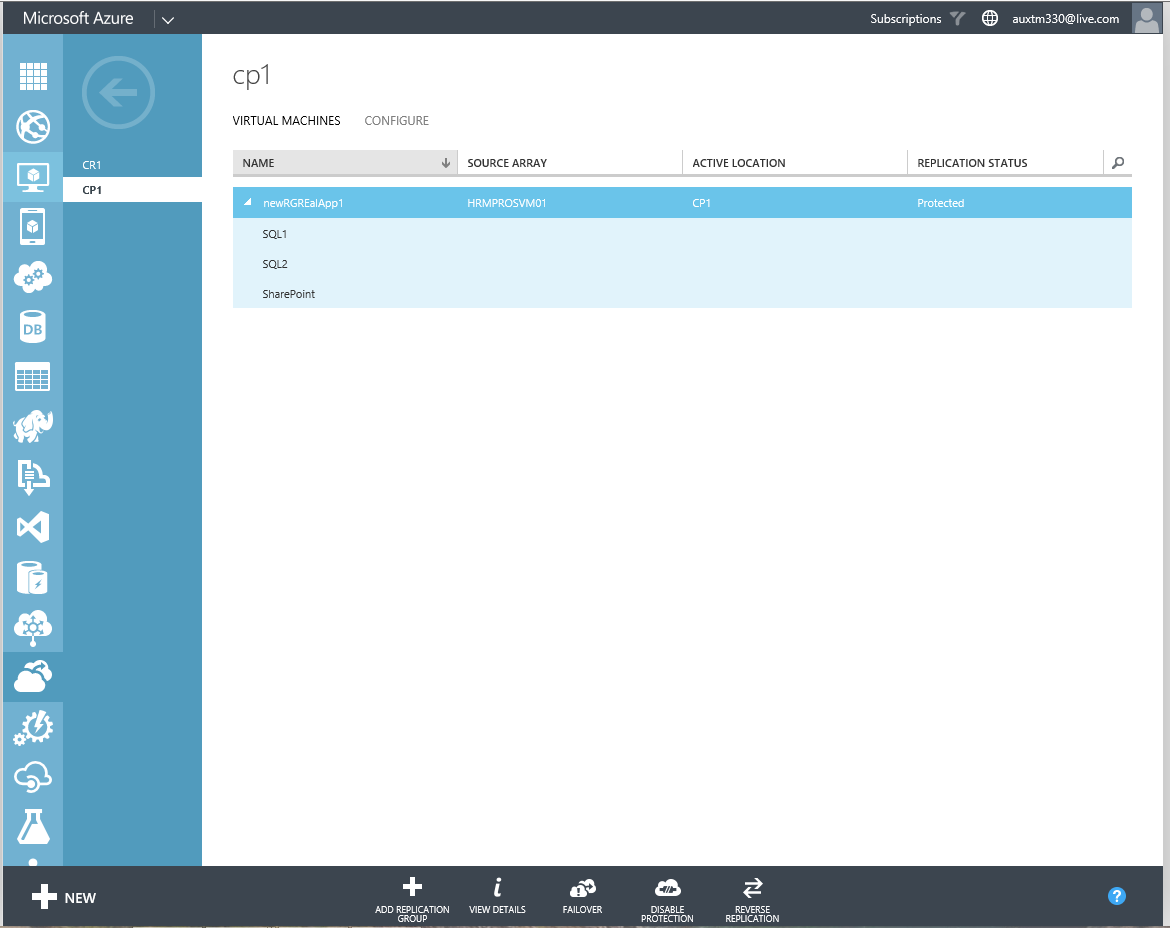 Microsoft Azure
Subscriptions
auxtm330@live.com
CR1
CP1
cp1
VIRTUAL MACHINES CONFIGURE
NAME SOURCE ARRAY ACTIVE LOCATION REPLICATION STATUS
newRGREalApp1 HRMPROSVM01 CP1 Protected
SQL1
SQL2
SharePoint
DB
NEW
ADD REPLICATION
GROUP
VIEW DETAILS
FAILOVER
DISABLE
PROTECTION
REVERSE
REPLICATION
?